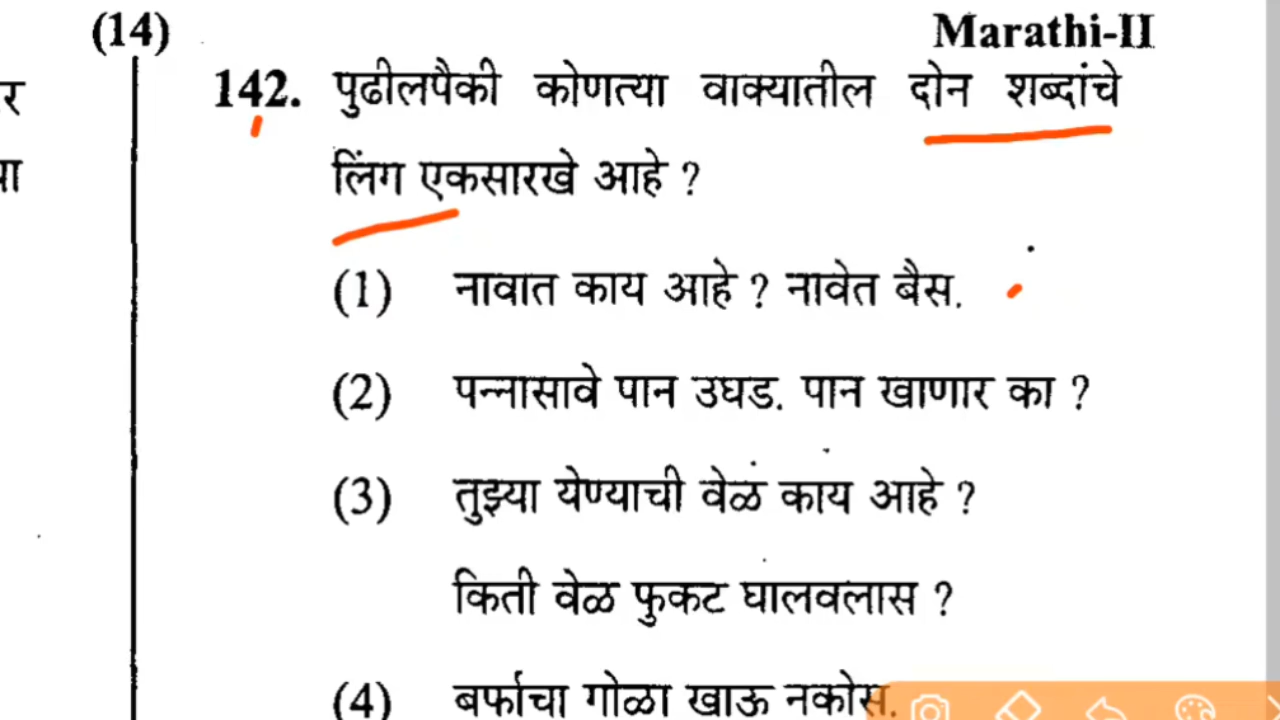 (14)
Marathi-II
र
142. पुढीलपैकी कोणत्या वाक्यातील दोन शब्दांचे
लिंग एकसारखे आहे ?
(1) नावात काय आहे ? नावेत बैस.
(2) पन्नासावे पान उघड. पान खाणार का ?
(3) तुझ्या येण्याची वेळ काय आहे ?
किती वेळ फुकट घालवलास ?
(4) बर्फाचा गोळा खाऊ नकोस.